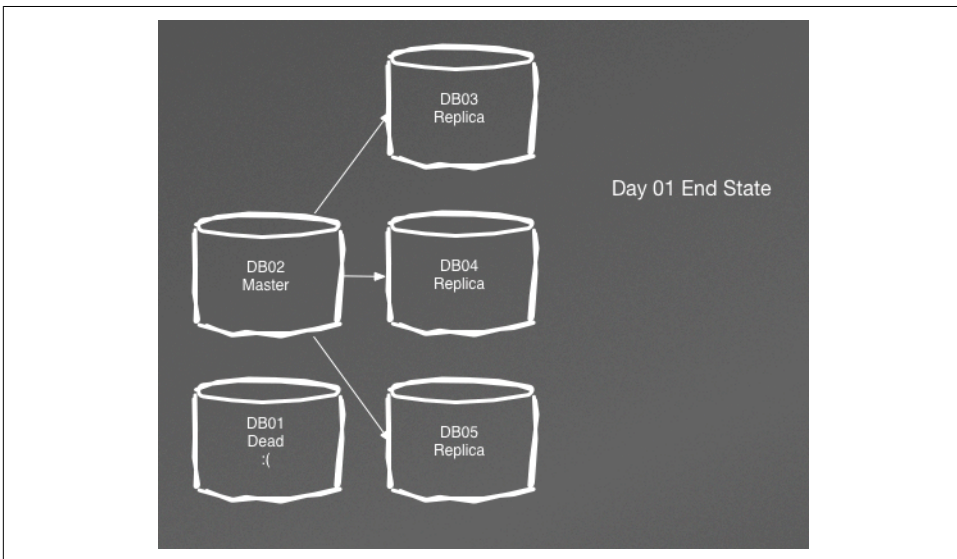 DB03
Replica
Day 01 End State
DB02
Master
DB04
Replica
DB01
Dead
:(
DB05
Replica